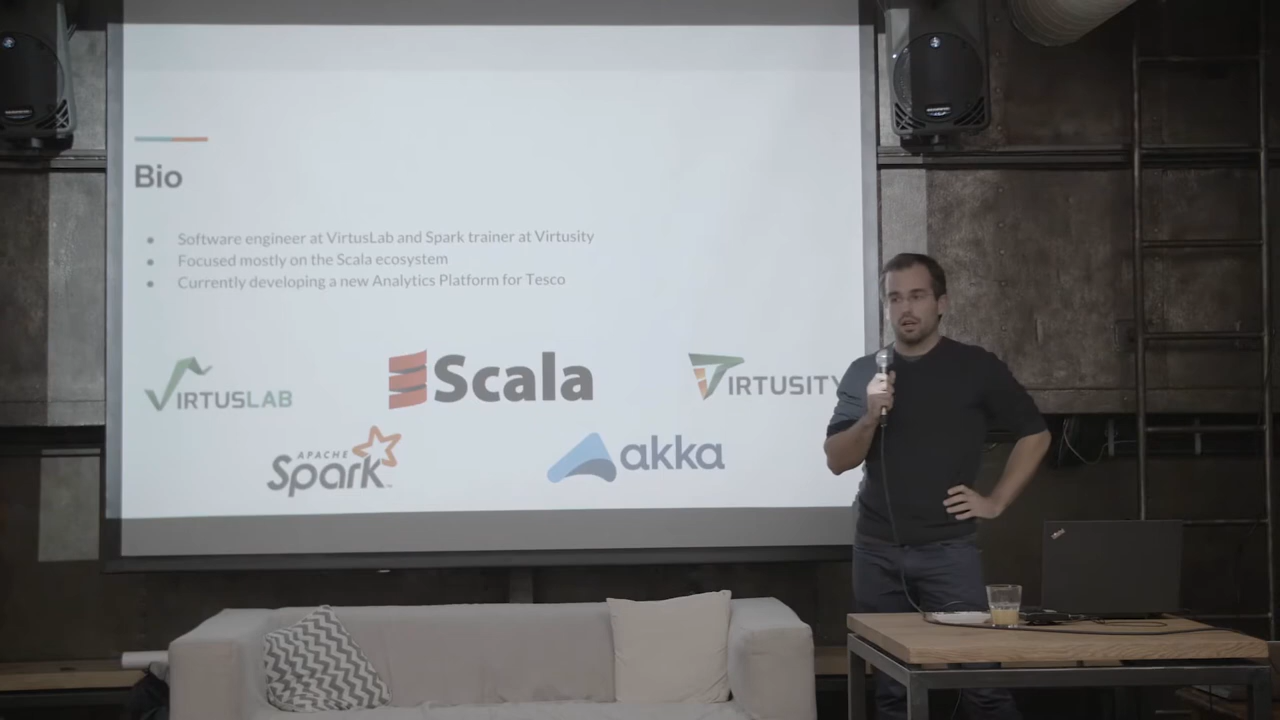 Bio
Software engineer at VirtusLab and Spark trainer at Virtusity
Focused mostly on the Scala ecosystem
Currently developing a new Analytics Platform for Tesco
VIRTUSLAB
Scala
VIRTUSITY
APACHE
Spark
akka